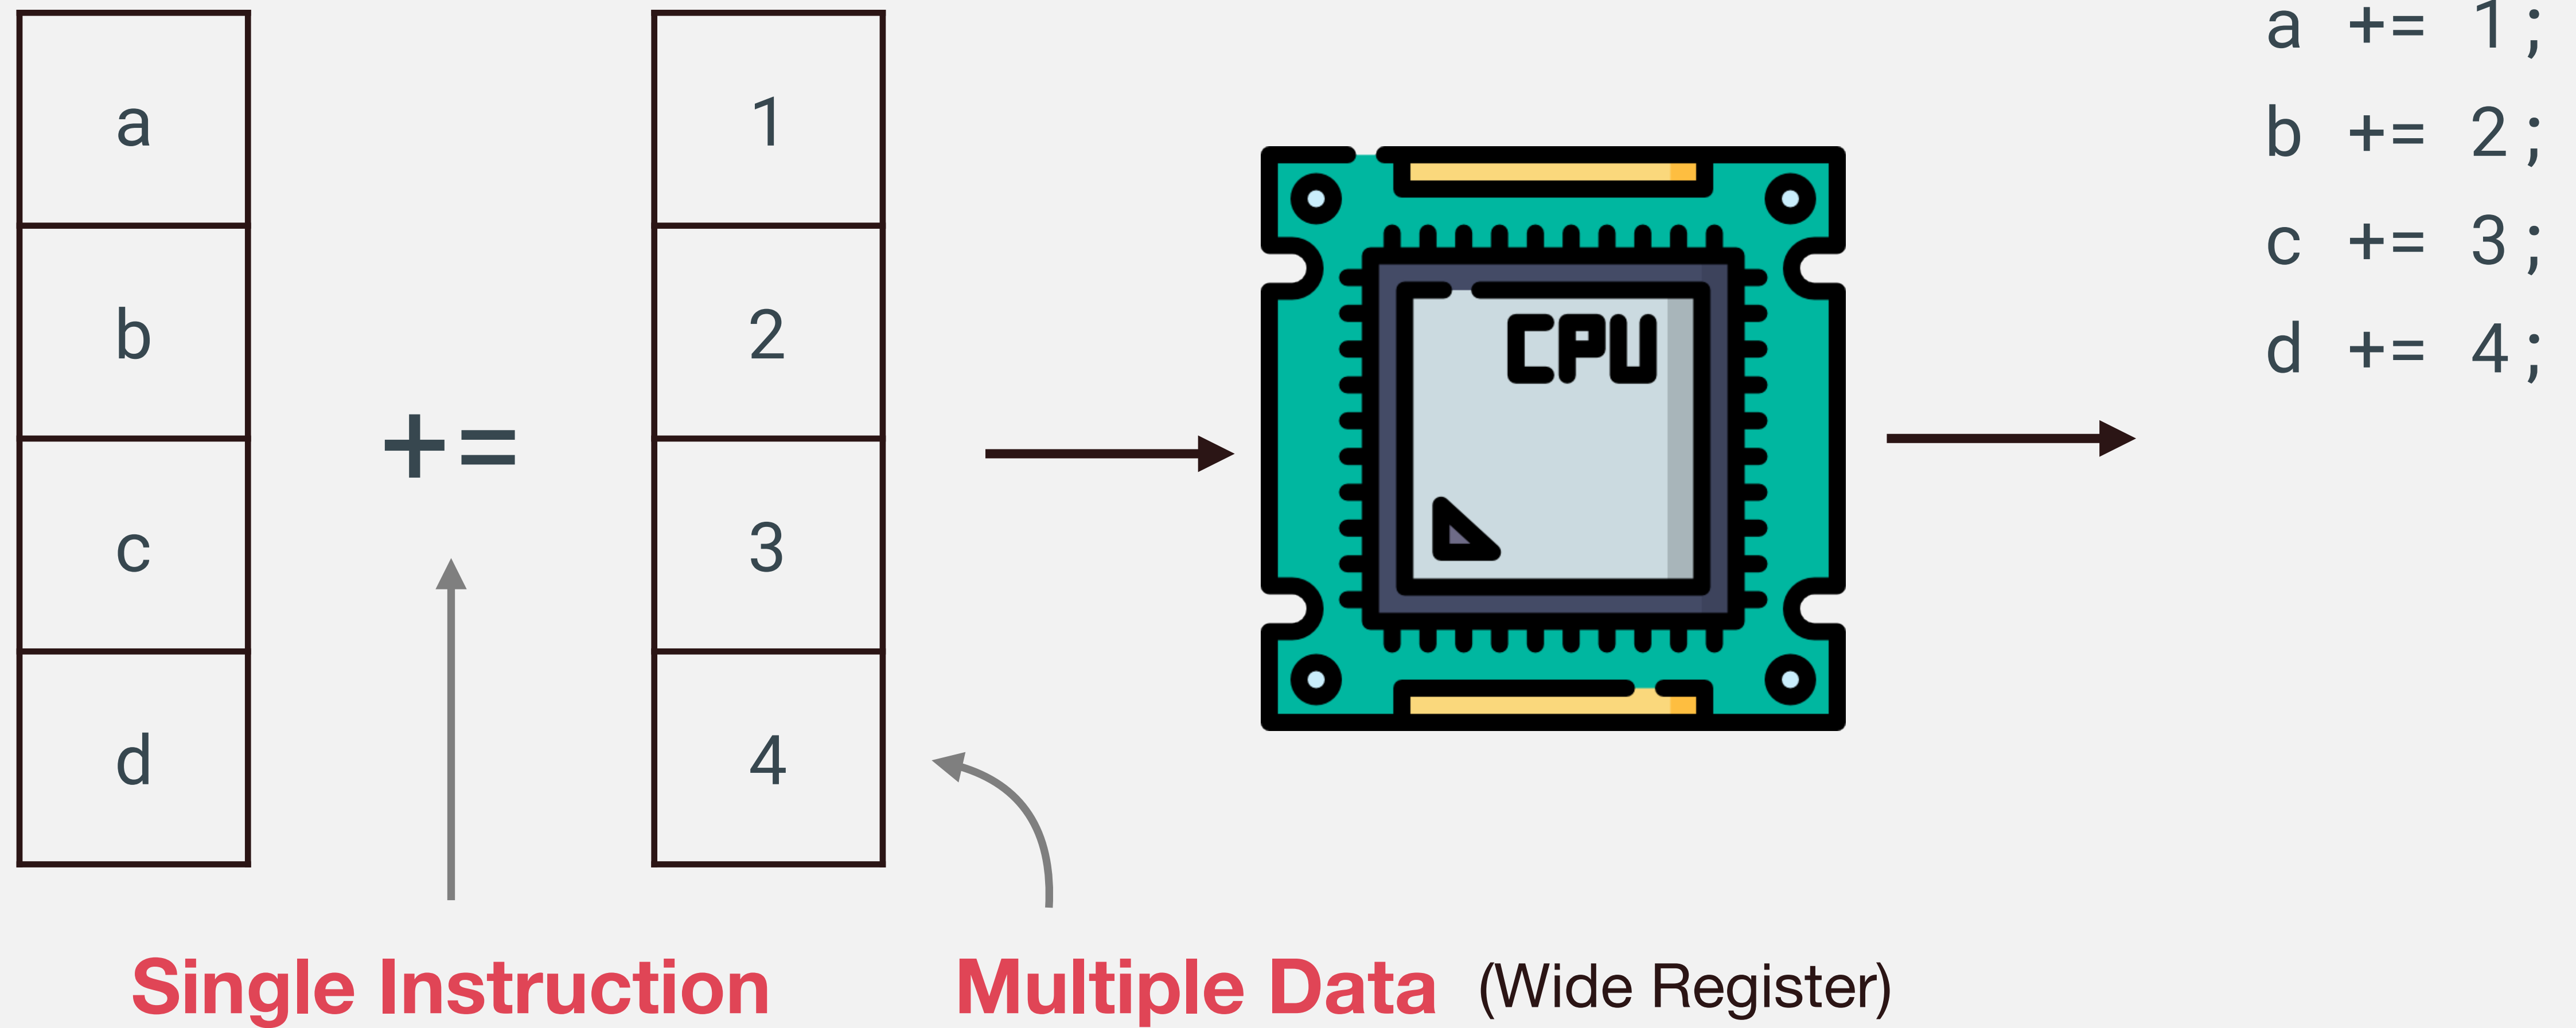 a
b
c
d
+=
1
2
3
4
CPU
a += 1;
b += 2;
c += 3;
d += 4;
Single Instruction
Multiple Data (Wide Register)